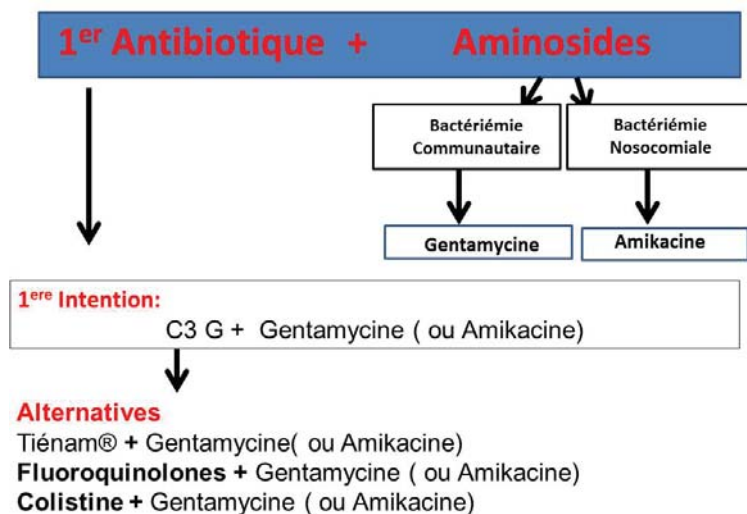 1er Antibiotique + Aminosides
Bactériémie
Communautaire
Bactériémie
Nosocomiale
Gentamycine
Amikacine
1ere Intention:
C3 G + Gentamycine ( ou Amikacine)
Alternatives
Tiénam® + Gentamycine( ou Amikacine)
Fluoroquinolones + Gentamycine ( ou Amikacine)
Colistine + Gentamycine ( ou Amikacine)